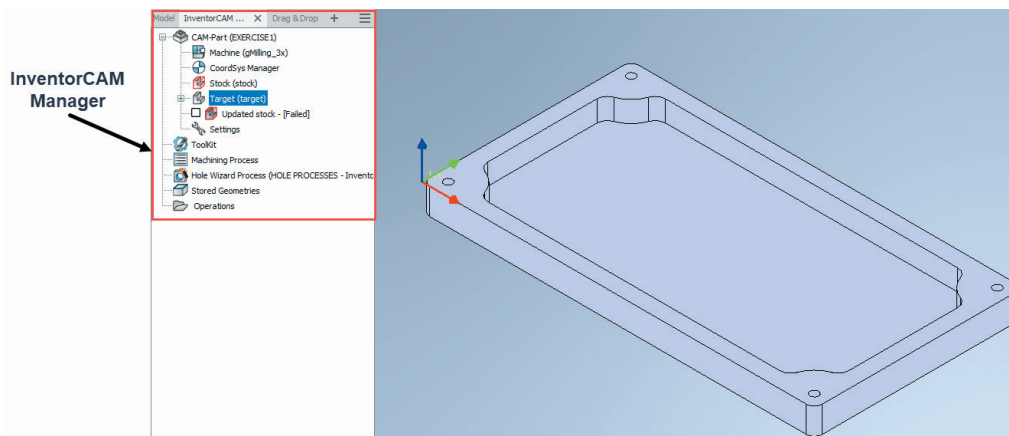 Model InventorCAM ... X Drag & Drop +
InventorCAM
Manager
CAM-Part (EXERCISE1)
Machine (gMilling_3x)
CoordSys Manager
Stock (stock)
Target (target)
Updated stock - [Failed]
Settings
ToolKit
Machining Process
Hole Wizard Process (HOLE PROCESSES - Invento
Stored Geometries
Operations